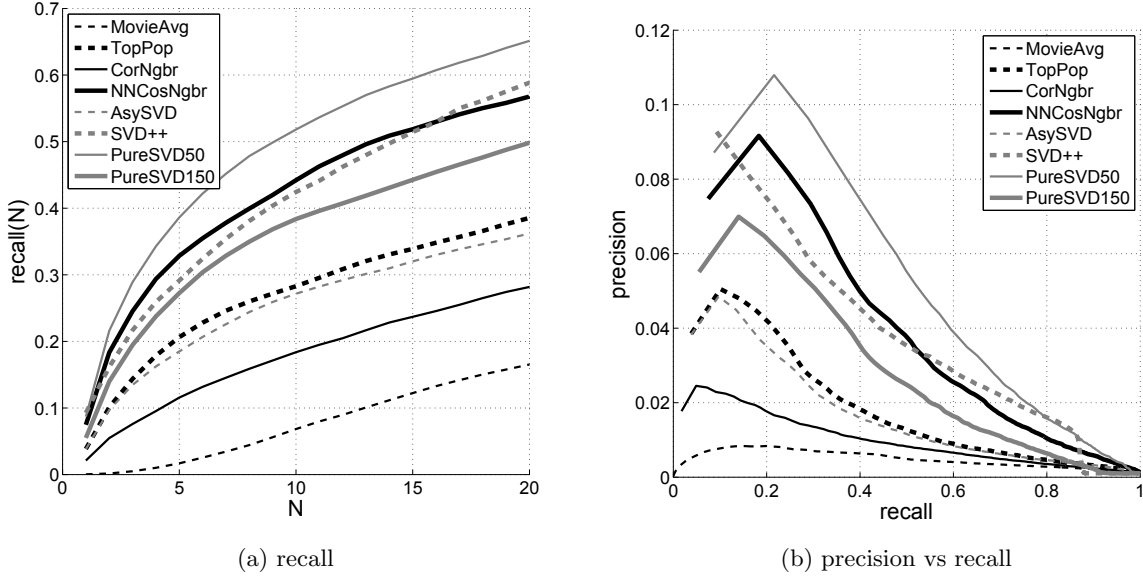 0.7
0.6
0.5
0.4
0.3
0.2
0.1
0
recall(N)
MovieAvg
TopPop
CorNgbr
NNCosNgbr
AsySVD
SVD++
PureSVD50
PureSVD150
0 5 10 15 20
N
(a) recall
0.12
0.1
0.08
0.06
0.04
0.02
0
precision
MovieAvg
TopPop
CorNgbr
NNCosNgbr
AsySVD
SVD++
PureSVD50
PureSVD150
0 0.2 0.4 0.6 0.8 1
recall
(b) precision vs recall